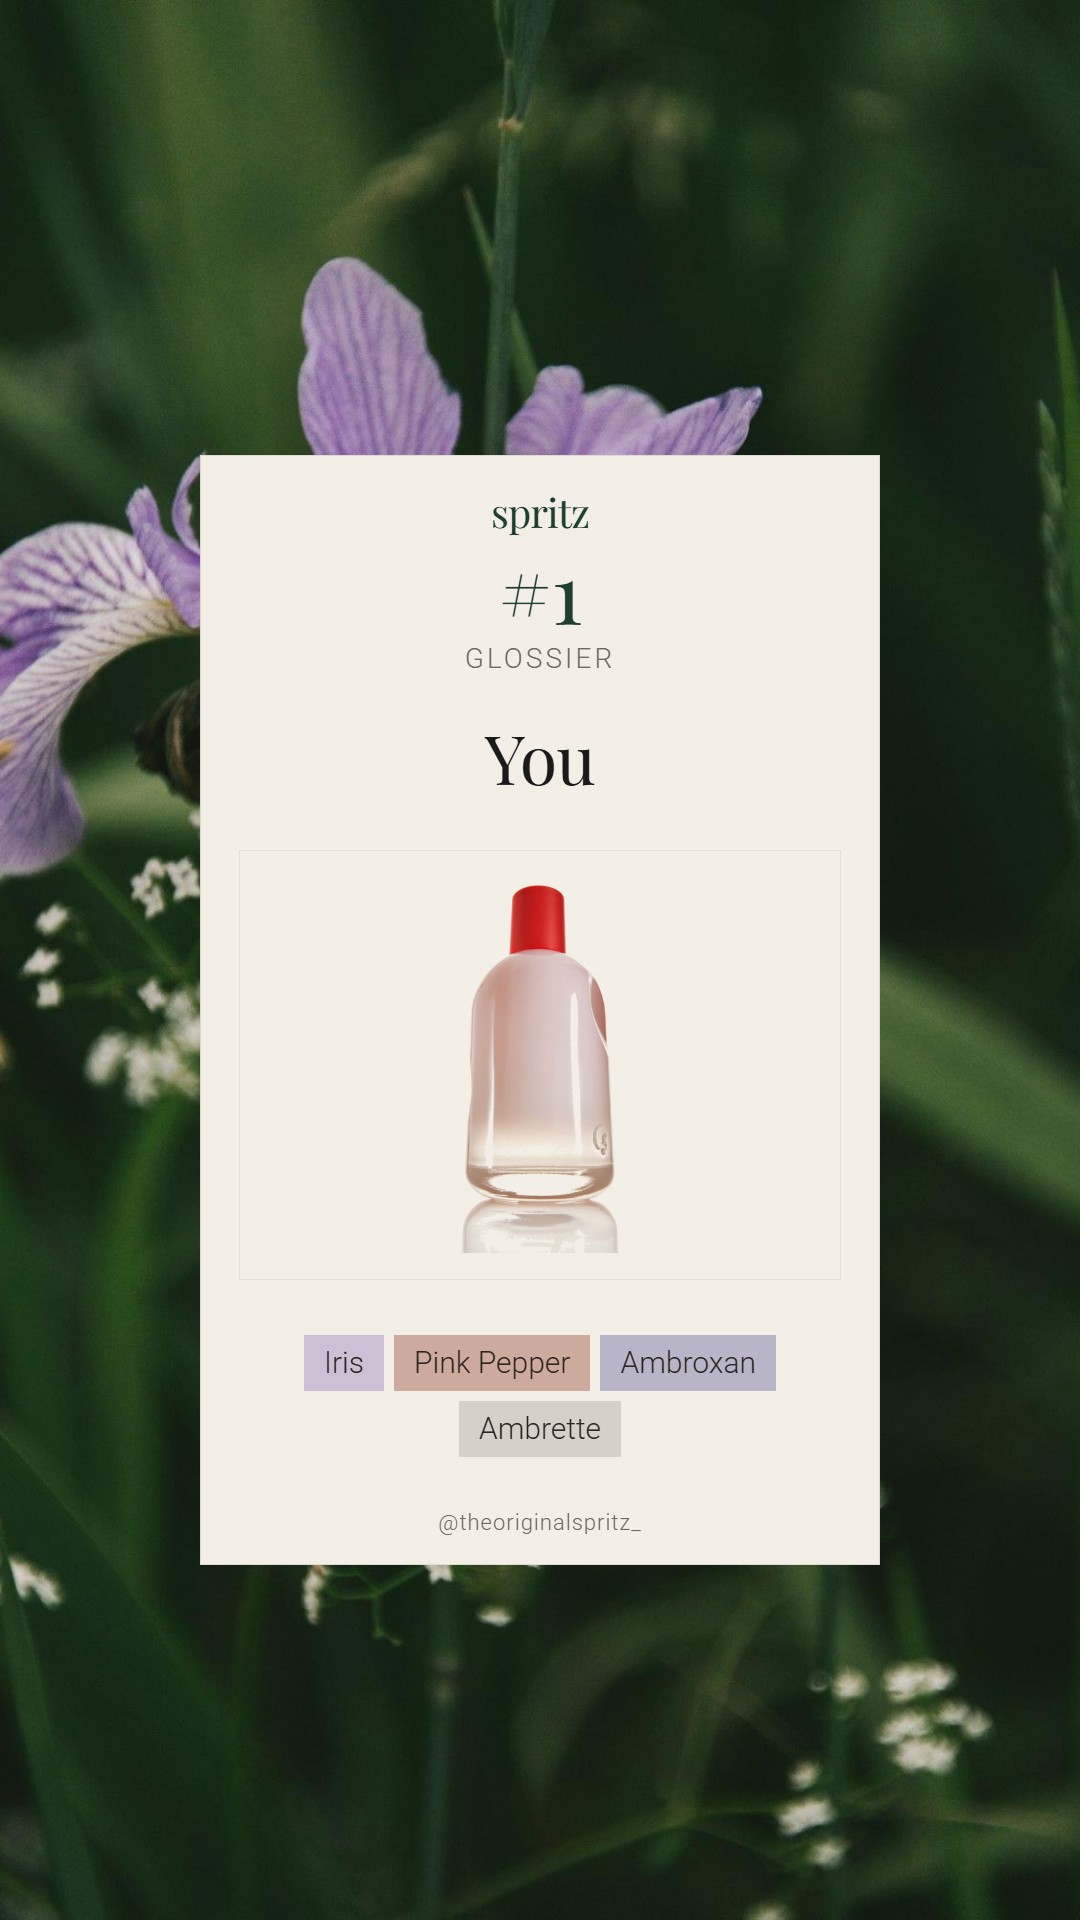 spritz
#1
GLOSSIER
You
Iris Pink Pepper Ambroxan
Ambrette
@theoriginalspritz_